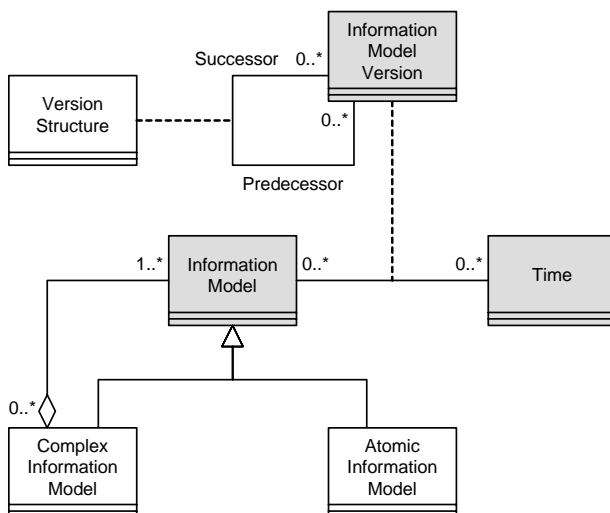 Information
Model
Version
Successor
0..*
Version
Structure
0..*
Predecessor
1..*
Information
Model
0..*
0..*
Time
0..*
Complex
Information
Model
Atomic
Information
Model